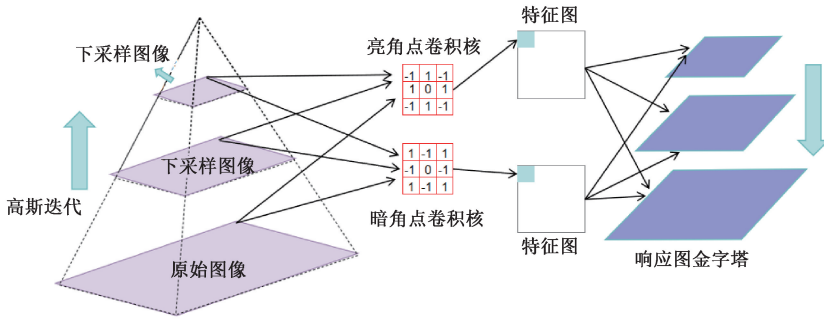 特征图
下采样图像
亮角点卷积核
-1 1 -1
1 0 1
-1 1 -1
下采样图像
1 -1 1
-1 0 -1
1 -1 1
高斯迭代
暗角点卷积核
特征图
原始图像
响应图金字塔